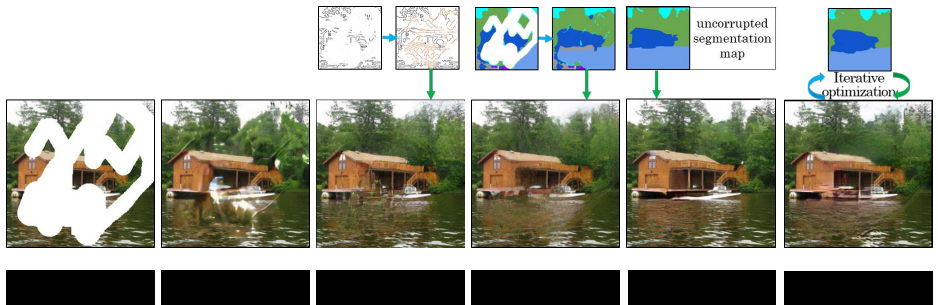 uncorrupted
segmentation
map
Iterative
optimization